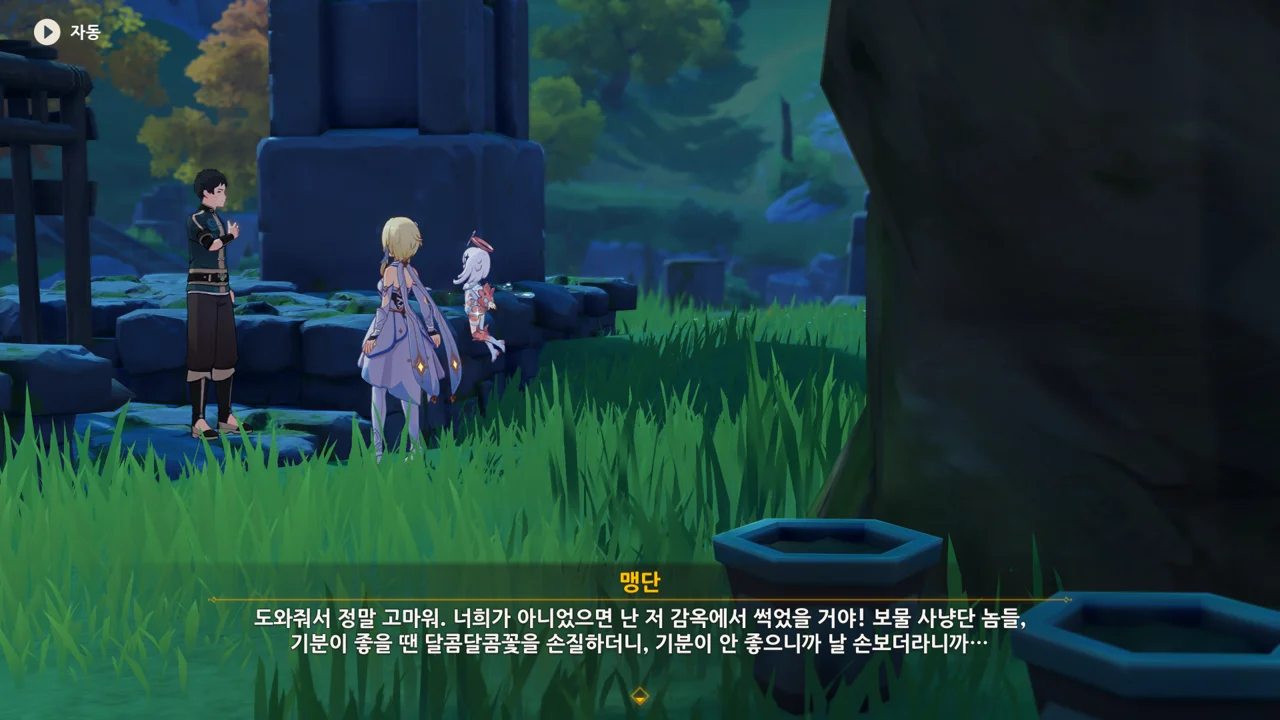 자동
맹단
도와줘서 정말 고마워. 너희가 아니었으면 난 저 감옥에서 썩었을 거야! 보물 사냥단 놈들,
기분이 좋을 땐 달콤달콤꽃을 손질하더니, 기분이 안 좋으니까 날 손보더라니까…